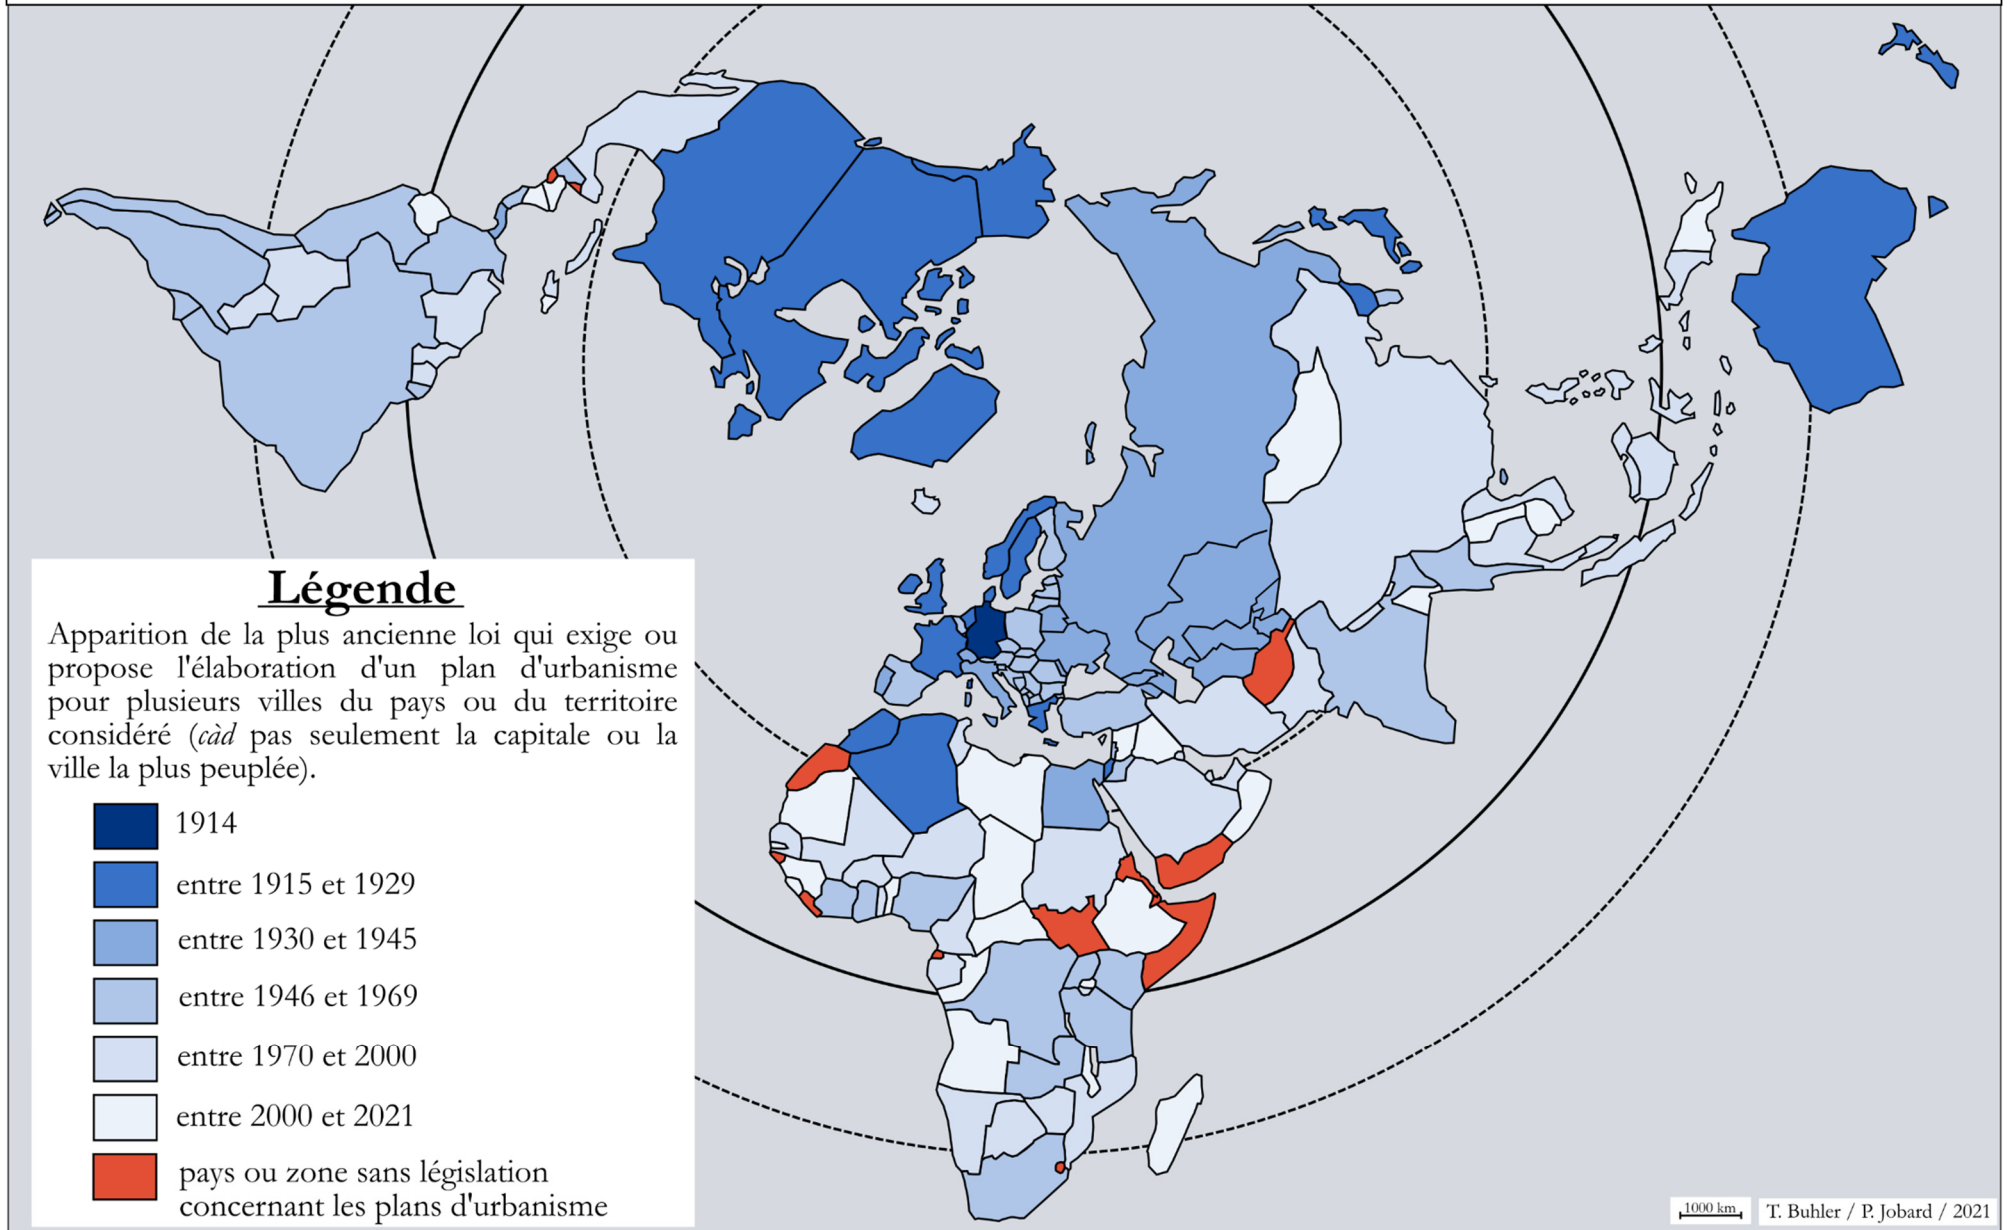 Légende
Apparition de la plus ancienne loi qui exige ou
propose l'élaboration d'un plan d'urbanisme
pour plusieurs villes du pays ou du territoire
considéré (càd pas seulement la capitale ou la
ville la plus peuplée).
1914
entre 1915 et 1929
entre 1930 et 1945
entre 1946 et 1969
entre 1970 et 2000
entre 2000 et 2021
pays ou zone sans législation
concernant les plans d'urbanisme
1000 km
T. Buhler / P. Jobard / 2021